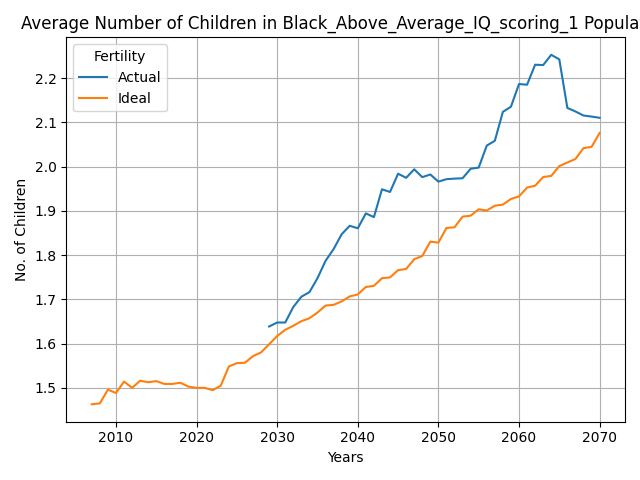 Average Number of Children in Black_Above_Average_IQ_scoring_1 Popula
Fertility
Actual
Ideal
No. of Children
2.2
2.1
2.0
1.9
1.8
1.7
1.6
1.5
2010 2020 2030 2040 2050 2060 2070
Years